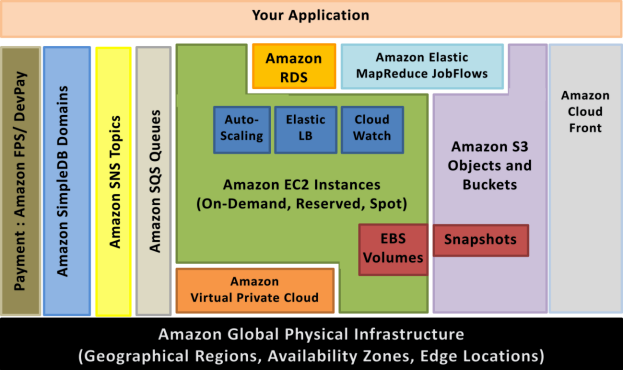 Your Application
Payment : Amazon FPS/ DevPay
Amazon SimpleDB Domains
Amazon SNS Topics
Amazon SQS Queues
Amazon
RDS
Amazon Elastic
MapReduce JobFlows
Auto-
Scaling
Elastic
LB
Cloud
Watch
Amazon EC2 Instances
(On-Demand, Reserved, Spot)
EBS
Volumes
Amazon
Virtual Private Cloud
Amazon S3
Objects and
Buckets
Snapshots
Amazon
Cloud
Front
Amazon Global Physical Infrastructure
(Geographical Regions, Availability Zones, Edge Locations)